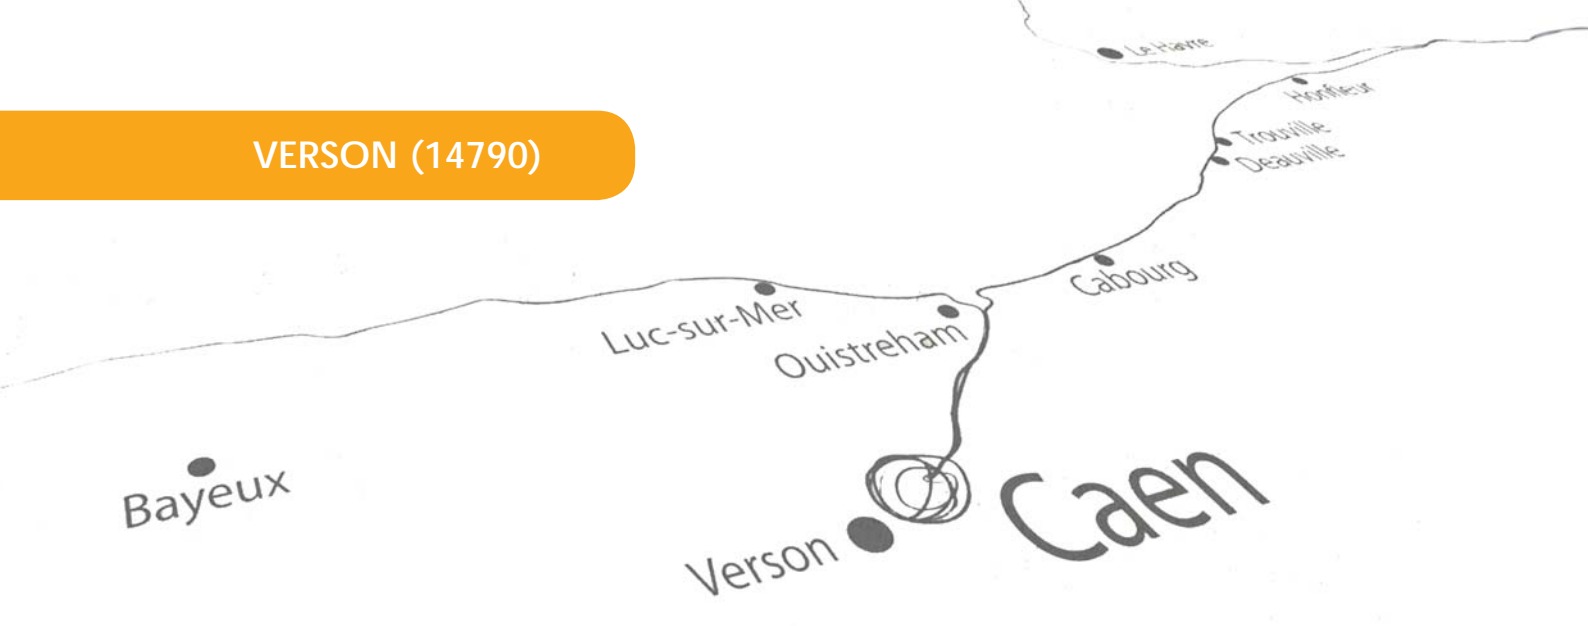 Le Havre
Honfleur
Trouville
Deauville
VERSON (14790)
Cabourg
Luc-sur-Mer
Ouistreham
Bayeux
Caen
Verson